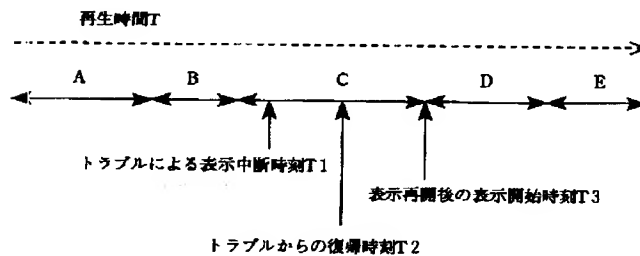 再生時間T
A B C D E
トラブルによる表示中断時刻T1
表示再開後の表示開始時刻T3
トラブルからの復帰時刻T2